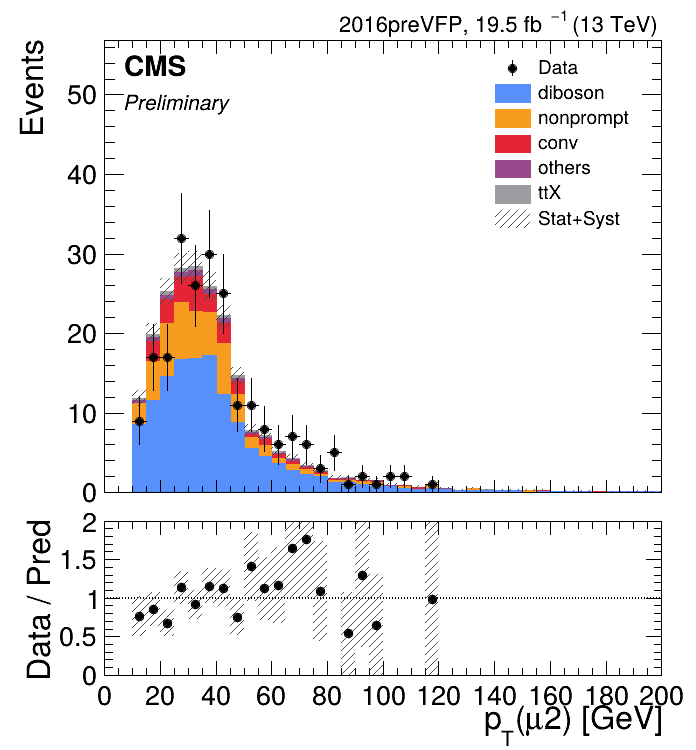 2016preVFP, 19.5 fb⁻¹ (13 TeV)
CMS
Preliminary
Events
Data
diboson
nonprompt
conv
others
ttX
Stat+Syst
50
40
30
20
10
0
Data / Pred
2
1.5
1
0.5
0
0 20 40 60 80 100 120 140 160 180 200
p_T(μ2) [GeV]